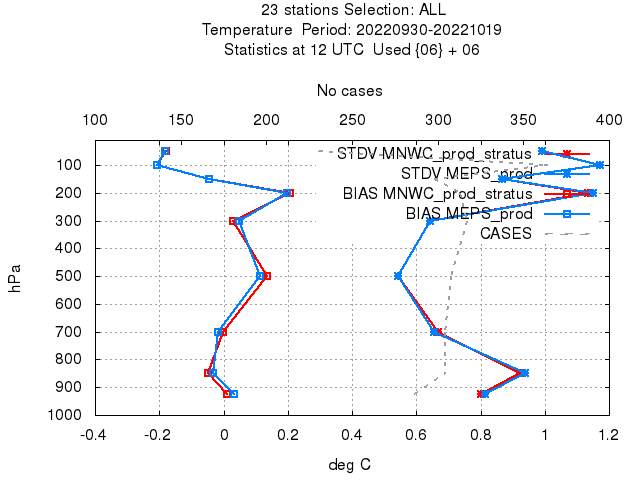 23 stations Selection: ALL
Temperature  Period: 20220930-20221019
Statistics at 12 UTC  Used {06} + 06
No cases
100 150 200 250 300 350 400
STDV MNWC_prod_stratus
STDV MEPS_prod
BIAS MNWC_prod_stratus
BIAS MEPS_prod
CASES
hPa
100
200
300
400
500
600
700
800
900
1000
-0.4 -0.2 0 0.2 0.4 0.6 0.8 1 1.2
deg C